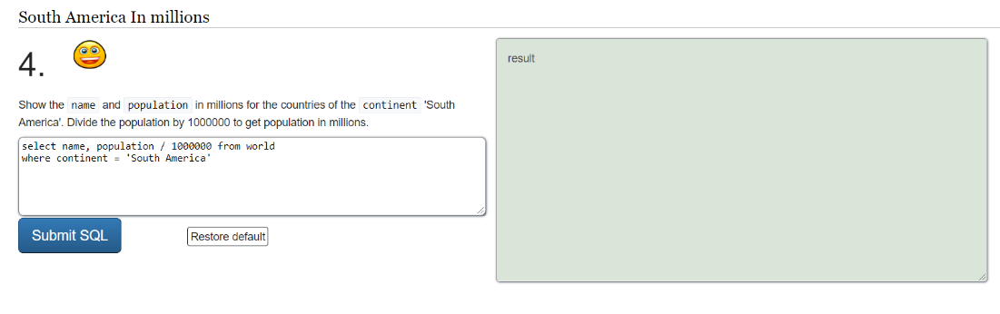 South America In millions
4.
Show the name and population in millions for the countries of the continent 'South
America'. Divide the population by 1000000 to get population in millions.
select name, population / 1000000 from world
where continent = 'South America'
Submit SQL
Restore default
result